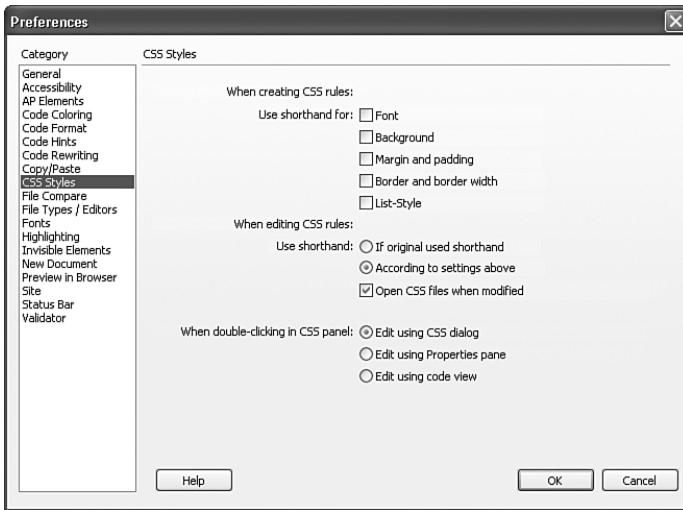 Preferences
Category
General
Accessibility
AP Elements
Code Coloring
Code Format
Code Hints
Code Rewriting
Copy/Paste
CSS Styles
File Compare
File Types / Editors
Fonts
Highlighting
Invisible Elements
New Document
Preview in Browser
Site
Status Bar
Validator
CSS Styles
When creating CSS rules:
Use shorthand for: Font
Background
Margin and padding
Border and border width
List-Style
When editing CSS rules:
Use shorthand: If original used shorthand
According to settings above
Open CSS files when modified
When double-clicking in CSS panel: Edit using CSS dialog
Edit using Properties pane
Edit using code view
Help OK Cancel